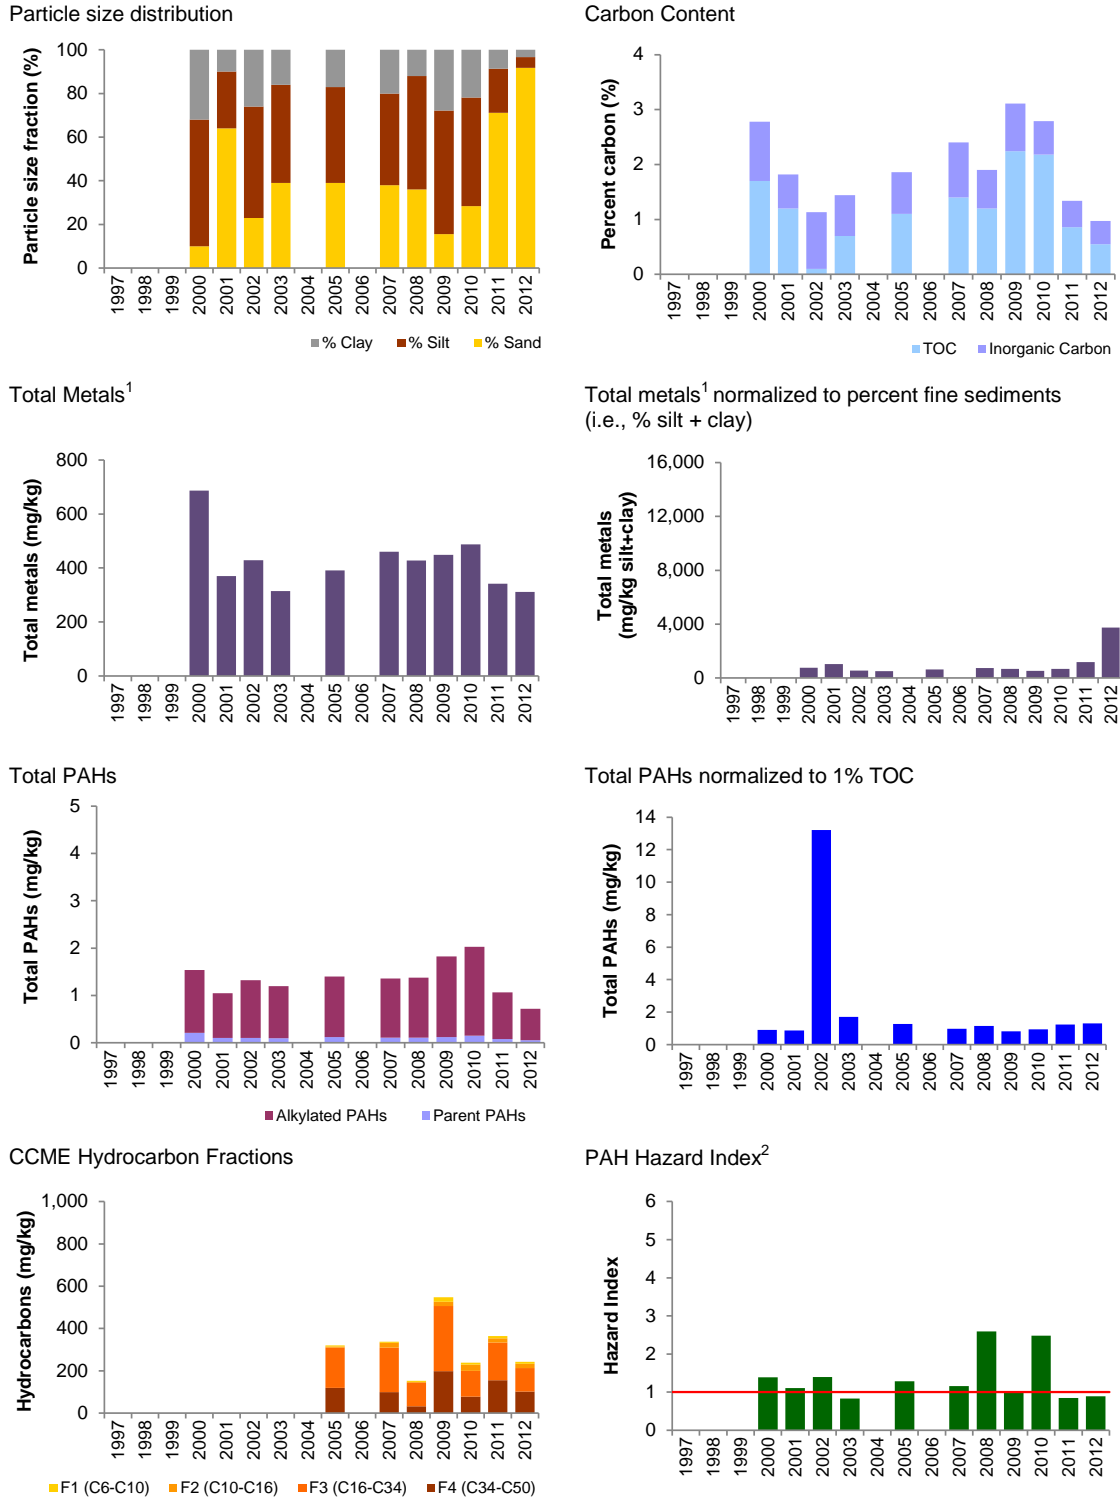 Particle size distribution
Particle size fraction (%)
100
80
60
40
20
0
1997 1998 1999 2000 2001 2002 2003 2004 2005 2006 2007 2008 2009 2010 2011 2012
% Clay % Silt % Sand
Carbon Content
Percent carbon (%)
4
3
2
1
0
1997 1998 1999 2000 2001 2002 2003 2004 2005 2006 2007 2008 2009 2010 2011 2012
TOC Inorganic Carbon
Total Metals1
Total metals (mg/kg)
800
600
400
200
0
1997 1998 1999 2000 2001 2002 2003 2004 2005 2006 2007 2008 2009 2010 2011 2012
Total metals1 normalized to percent fine sediments
(i.e., % silt + clay)
Total metals
(mg/kg silt+clay)
16,000
12,000
8,000
4,000
0
1997 1998 1999 2000 2001 2002 2003 2004 2005 2006 2007 2008 2009 2010 2011 2012
Total PAHs
Total PAHs (mg/kg)
5
4
3
2
1
0
1997 1998 1999 2000 2001 2002 2003 2004 2005 2006 2007 2008 2009 2010 2011 2012
Alkylated PAHs Parent PAHs
Total PAHs normalized to 1% TOC
Total PAHs (mg/kg)
14
12
10
8
6
4
2
0
1997 1998 1999 2000 2001 2002 2003 2004 2005 2006 2007 2008 2009 2010 2011 2012
CCME Hydrocarbon Fractions
Hydrocarbons (mg/kg)
1,000
800
600
400
200
0
1997 1998 1999 2000 2001 2002 2003 2004 2005 2006 2007 2008 2009 2010 2011 2012
F1 (C6-C10) F2 (C10-C16) F3 (C16-C34) F4 (C34-C50)
PAH Hazard Index2
Hazard Index
6
5
4
3
2
1
0
1997 1998 1999 2000 2001 2002 2003 2004 2005 2006 2007 2008 2009 2010 2011 2012